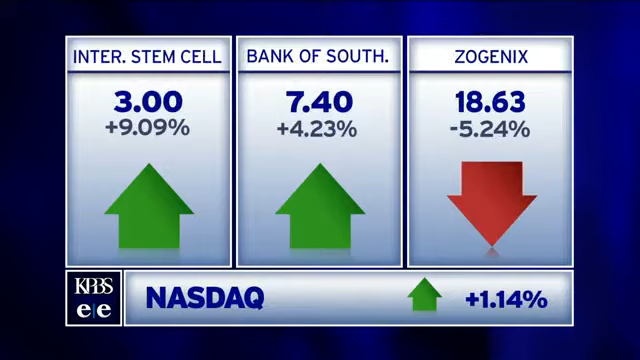 INTER. STEM CELL
3.00
+9.09%
BANK OF SOUTH.
7.40
+4.23%
ZOGENIX
18.63
-5.24%
KPBS
e|e
NASDAQ
+1.14%